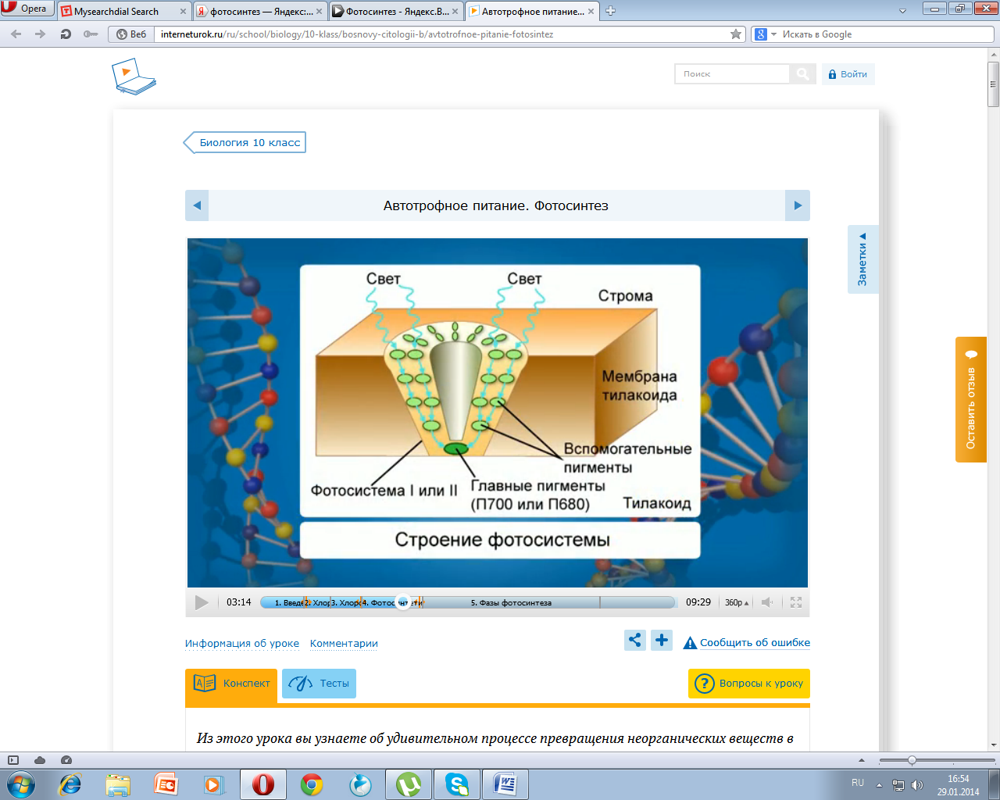 Opera
Mysearchdial Search
фотосинтез — Яндекс:...
Фотосинтез - Яндекс.В...
Автотрофное питание...
Веб
interneturok.ru/ru/school/biology/10-klass/bosnovy-citologii-b/avtotrofnoe-pitanie-fotosintez
Искать в Google
Поиск
Войти
Биология 10 класс
Автотрофное питание. Фотосинтез
Заметки
Оставить отзыв
Свет
Свет
Строма
Мембрана
тилакоида
Вспомогательные
пигменты
Фотосистема I или II
Главные пигменты
(П700 или П680)
Тилакоид
Строение фотосистемы
03:14
1. Введе
2. Хлор
3. Хлор
4. Фотосинтети
5. Фазы фотосинтеза
09:29
360p
Информация об уроке
Комментарии
Сообщить об ошибке
Конспект
Тесты
Вопросы к уроку
Из этого урока вы узнаете об удивительном процессе превращения неорганических веществ в
RU
16:54
29.01.2014